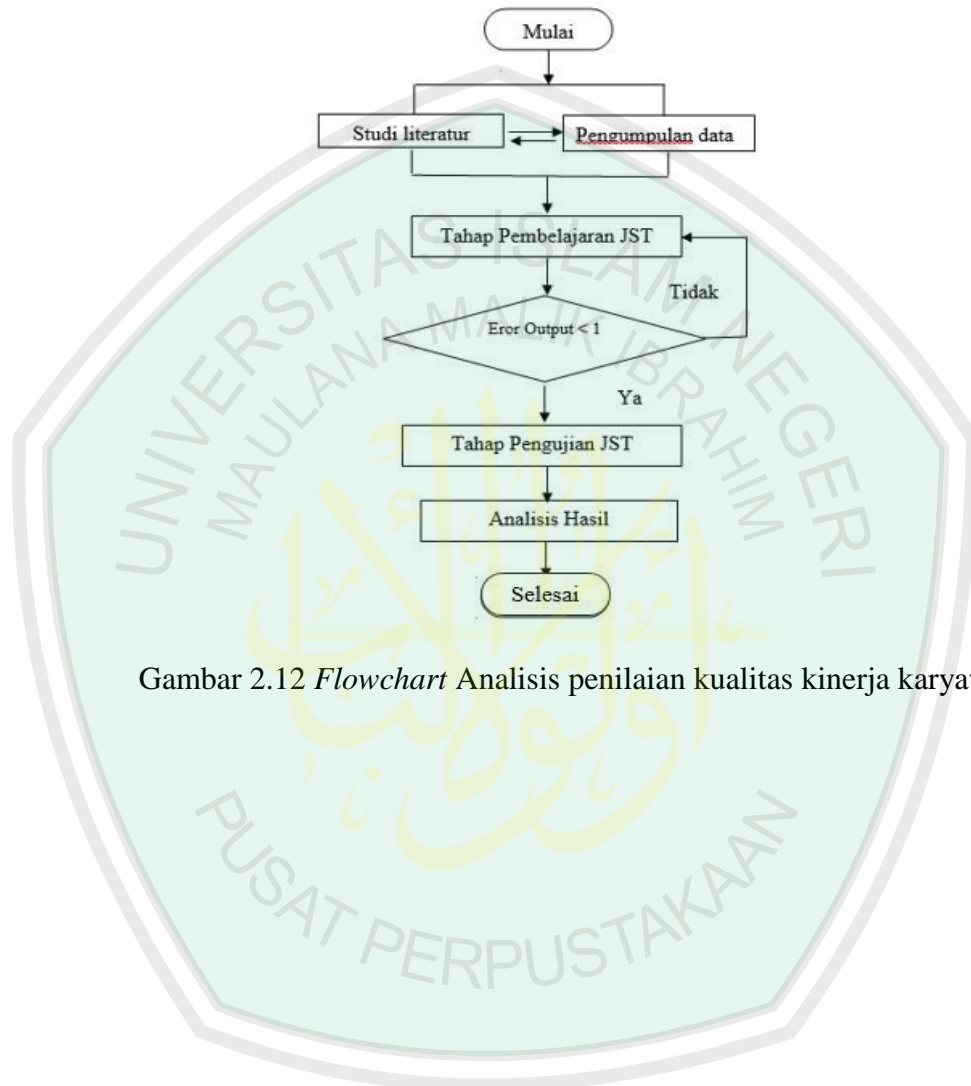 Mulai
Studi literatur
Pengumpulan data
Tahap Pembelajaran JST
Tidak
Eror Output < 1
Ya
Tahap Pengujian JST
Analisis Hasil
Selesai
Gambar 2.12 Flowchart Analisis penilaian kualitas kinerja
UNIVERSITAS ISLAM NEGERI
MAULANA MALIK IBRAHIM
PUSAT PERPUSTAKAAN